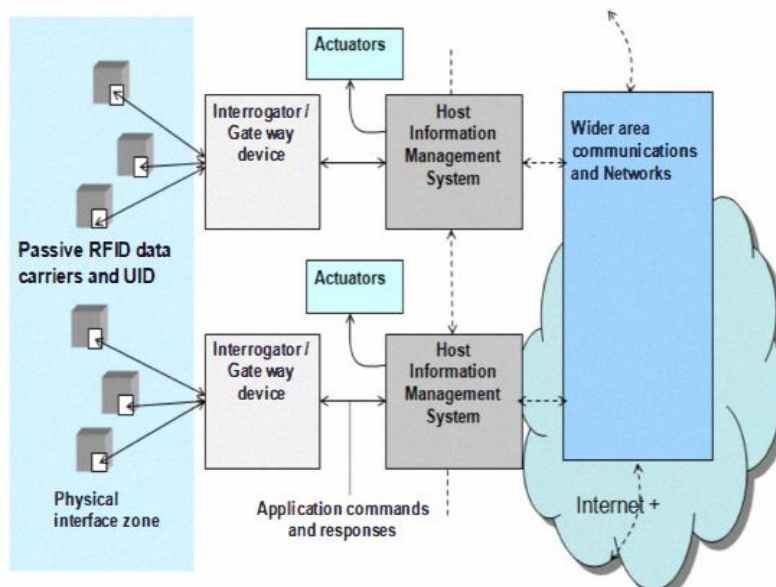 Actuators
Interrogator /
Gate way
device
Host
Information
Management
System
Wider area
communications
and Networks
Passive RFID data
carriers and UID
Actuators
Interrogator /
Gate way
device
Host
Information
Management
System
Physical
interface zone
Application commands
and responses
Internet +